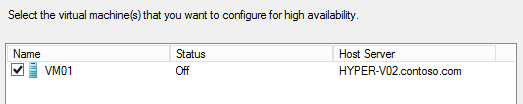 Select the virtual machine(s) that you want to configure for high availability.
Name Status Host Server
VM01 Off HYPER-V02.contoso.com